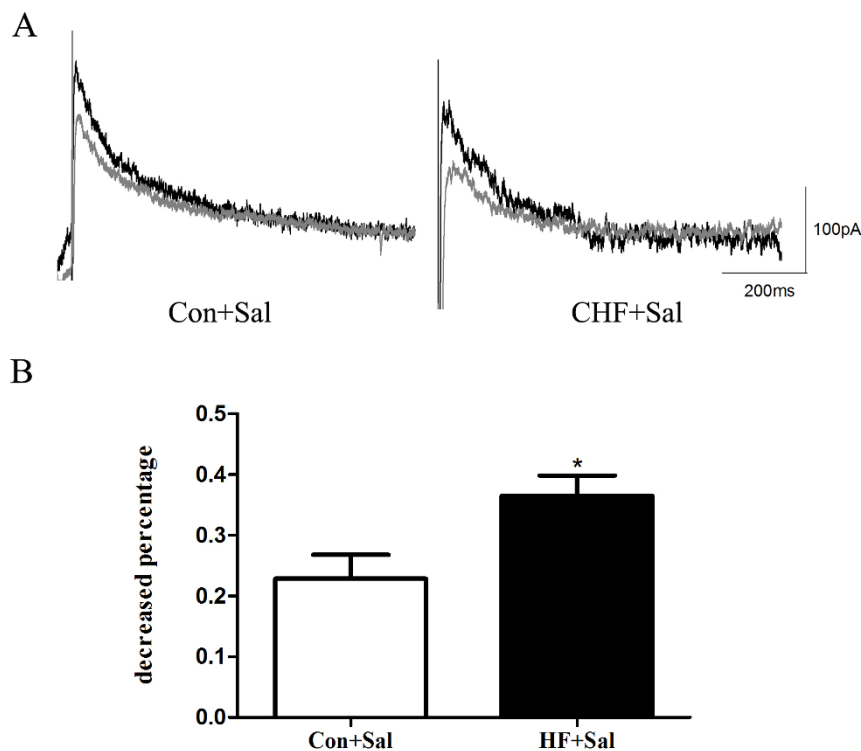 A
100pA
200ms
Con+Sal
CHF+Sal
B
decreased percentage
0.5
0.4
0.3
0.2
0.1
0.0
*
Con+Sal
HF+Sal